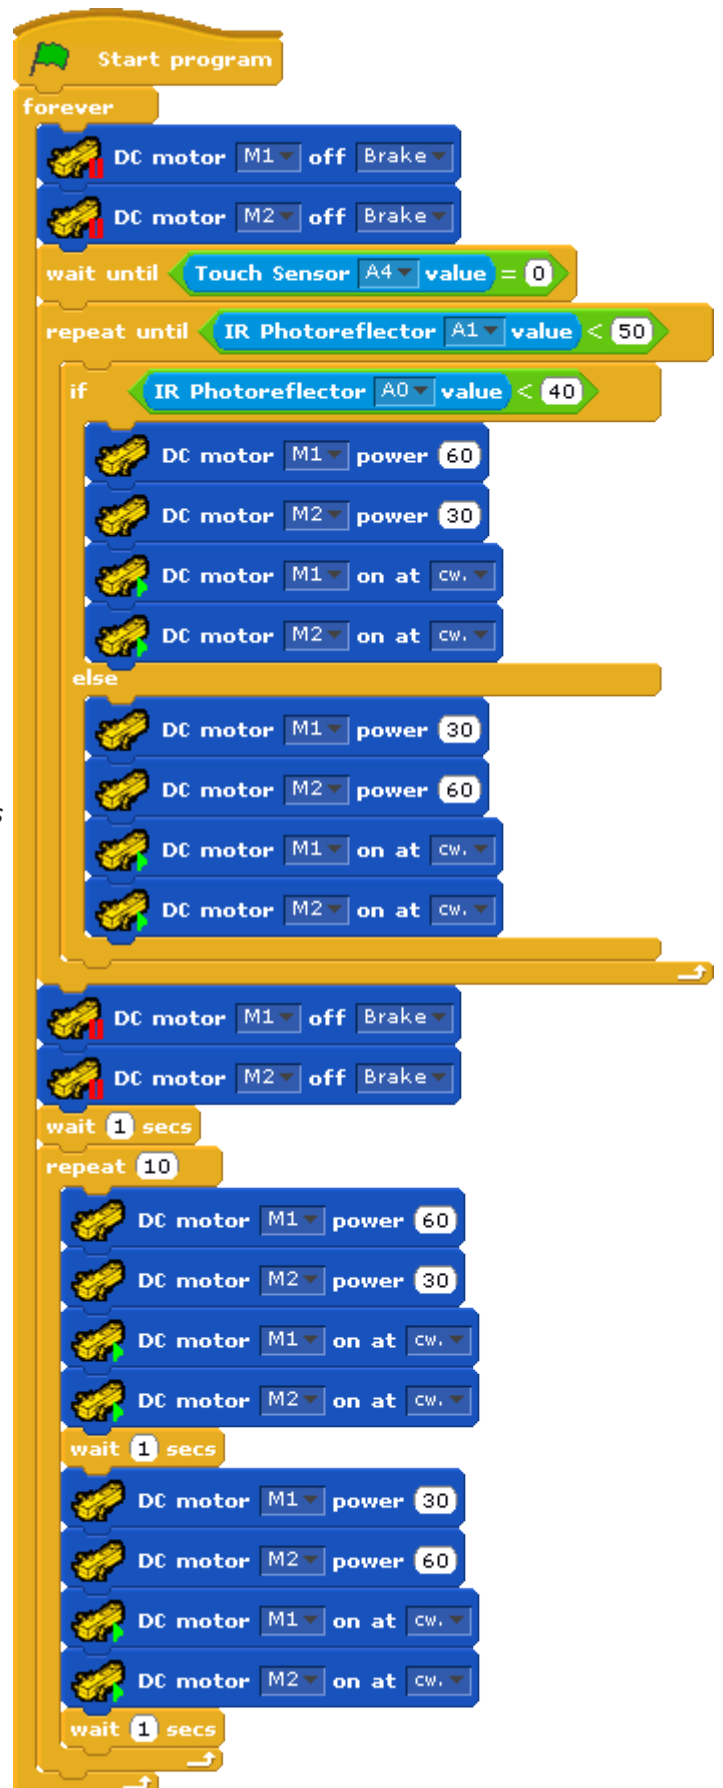 Start program
forever
DC motor M1 off Brake
DC motor M2 off Brake
wait until Touch Sensor A4 value = 0
repeat until IR Photoreflector A1 value < 50
if IR Photoreflector A0 value < 40
DC motor M1 power 60
DC motor M2 power 30
DC motor M1 on at cw.
DC motor M2 on at cw.
else
DC motor M1 power 30
DC motor M2 power 60
s
DC motor M1 on at cw.
DC motor M2 on at cw.
DC motor M1 off Brake
DC motor M2 off Brake
wait 1 secs
repeat 10
DC motor M1 power 60
DC motor M2 power 30
DC motor M1 on at cw.
DC motor M2 on at cw.
wait 1 secs
DC motor M1 power 30
DC motor M2 power 60
DC motor M1 on at cw.
DC motor M2 on at cw.
wait 1 secs